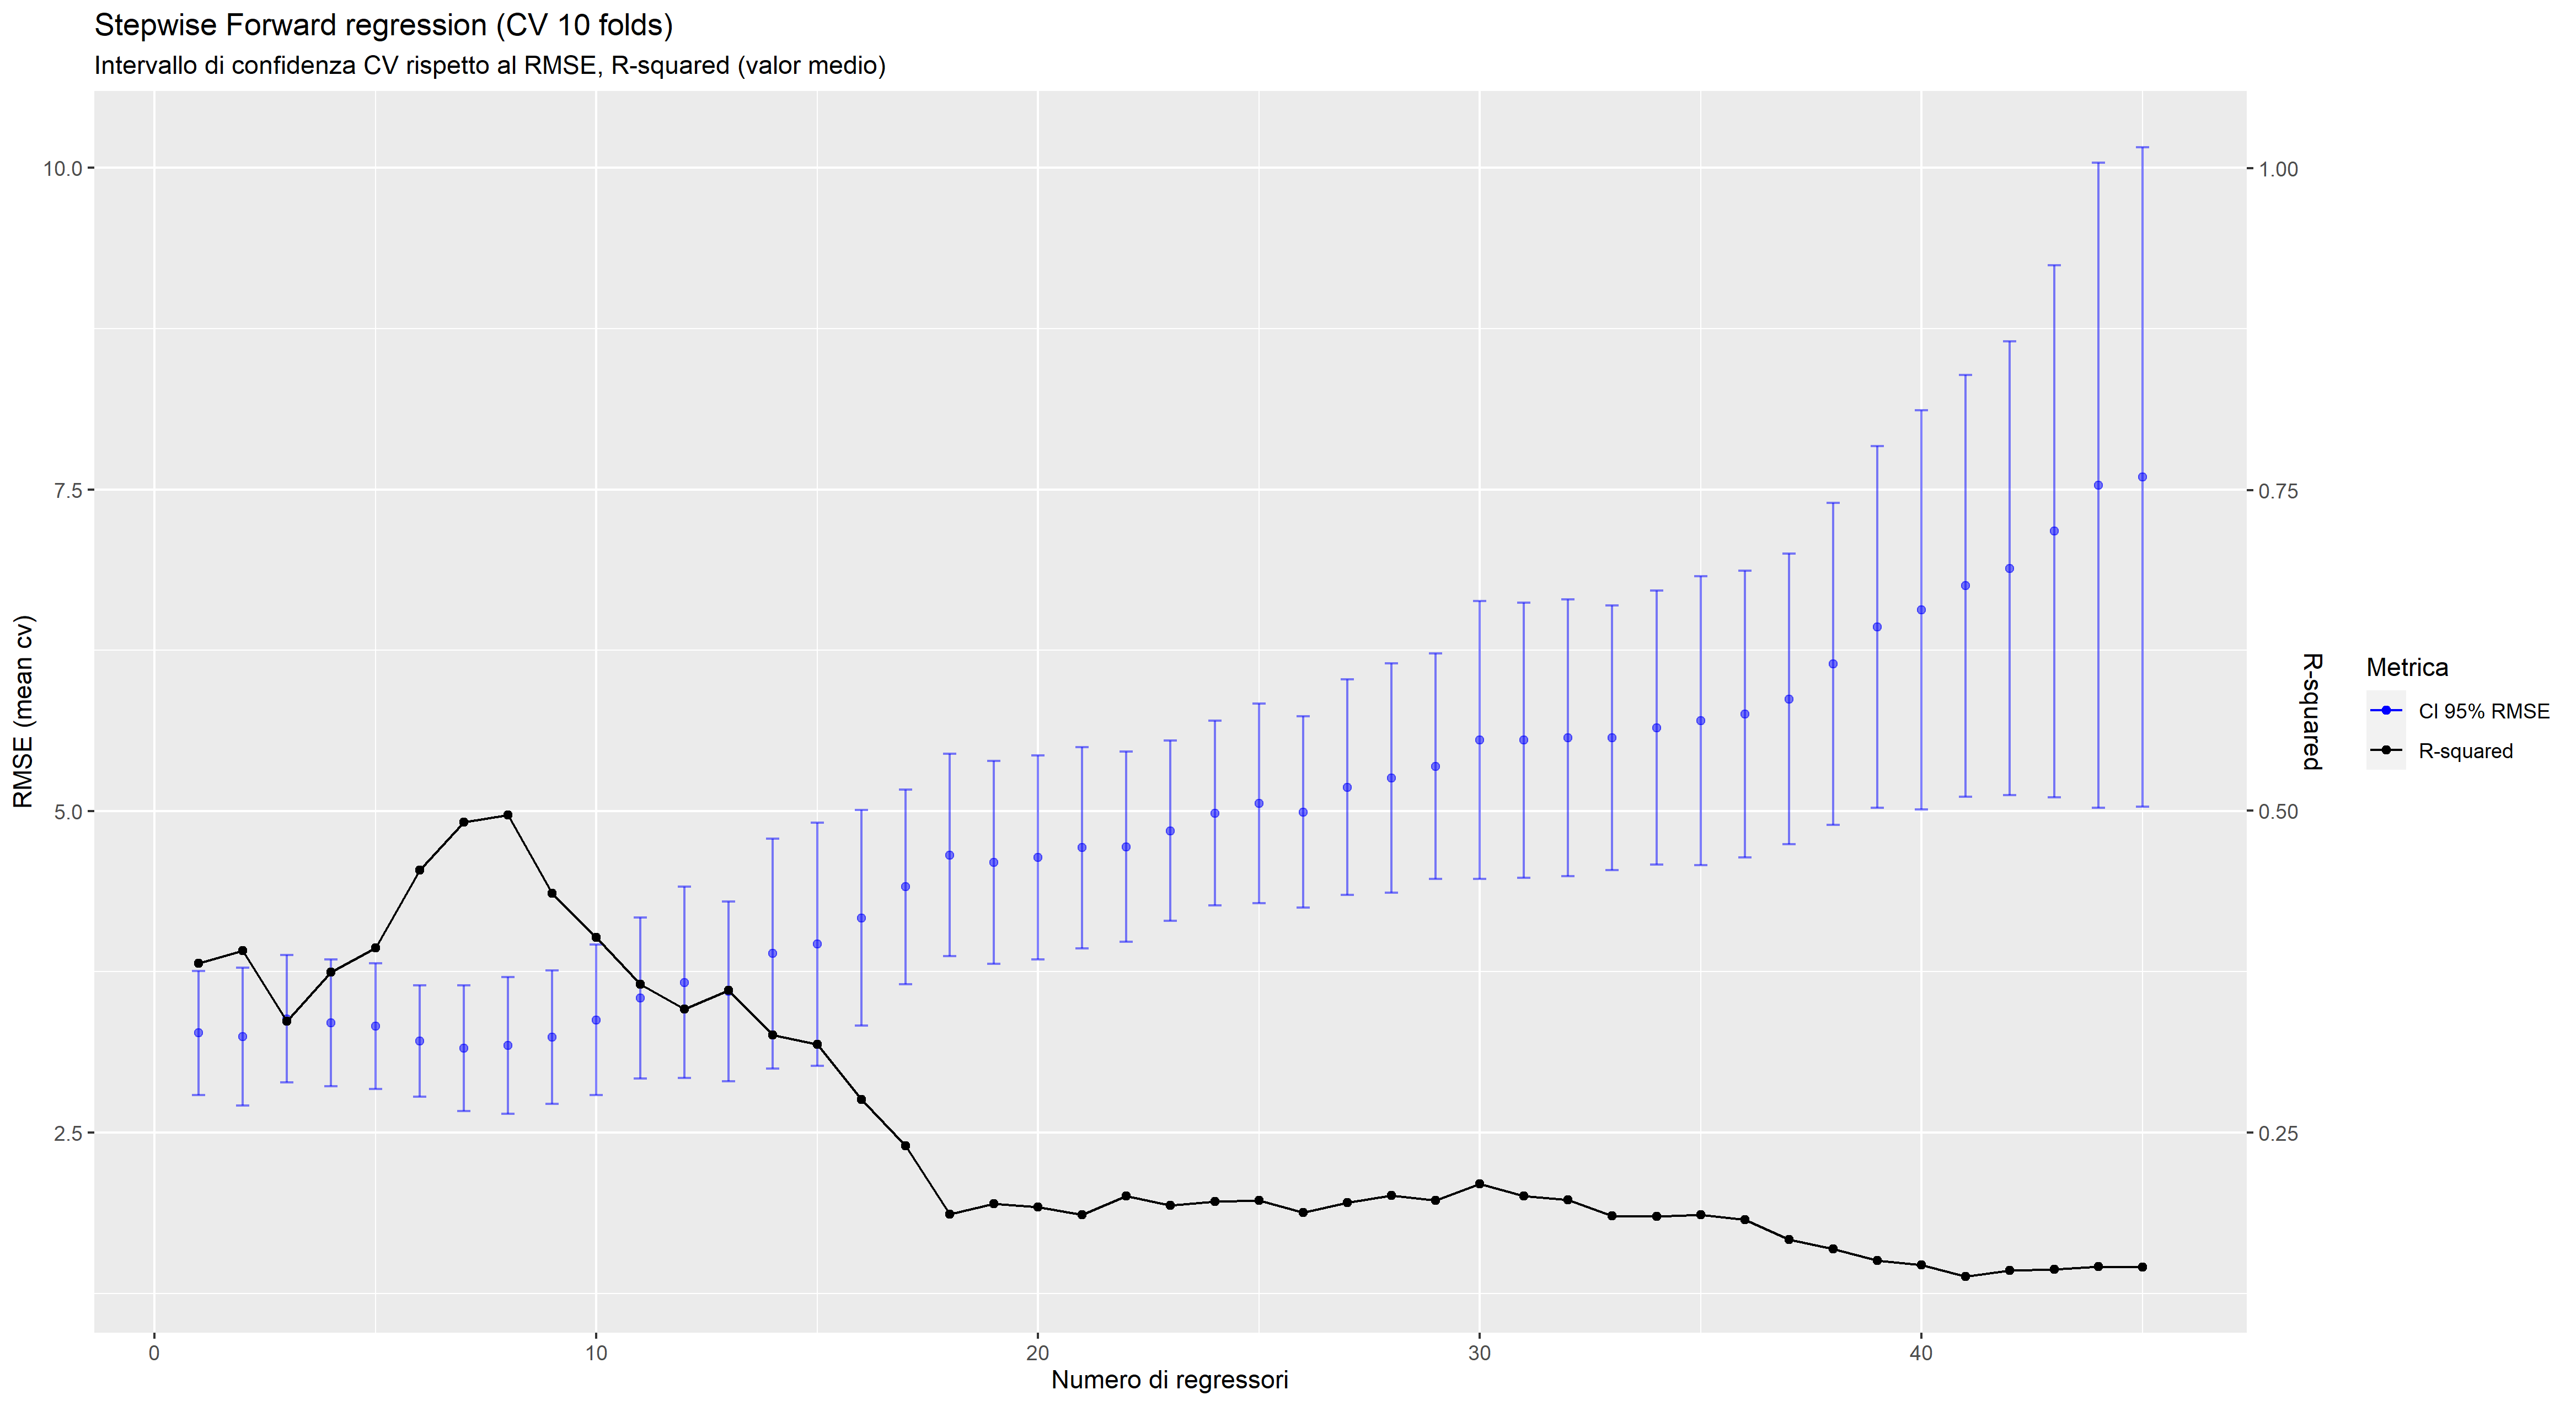 Stepwise Forward regression (CV 10 folds)
Intervallo di confidenza CV rispetto al RMSE, R-squared (valor medio)
RMSE (mean cv)
10.0
7.5
5.0
2.5
1.00
0.75
0.50
0.25
R-squared
0
10
20
30
40
Numero di regressori
Metrica
CI 95% RMSE
R-squared